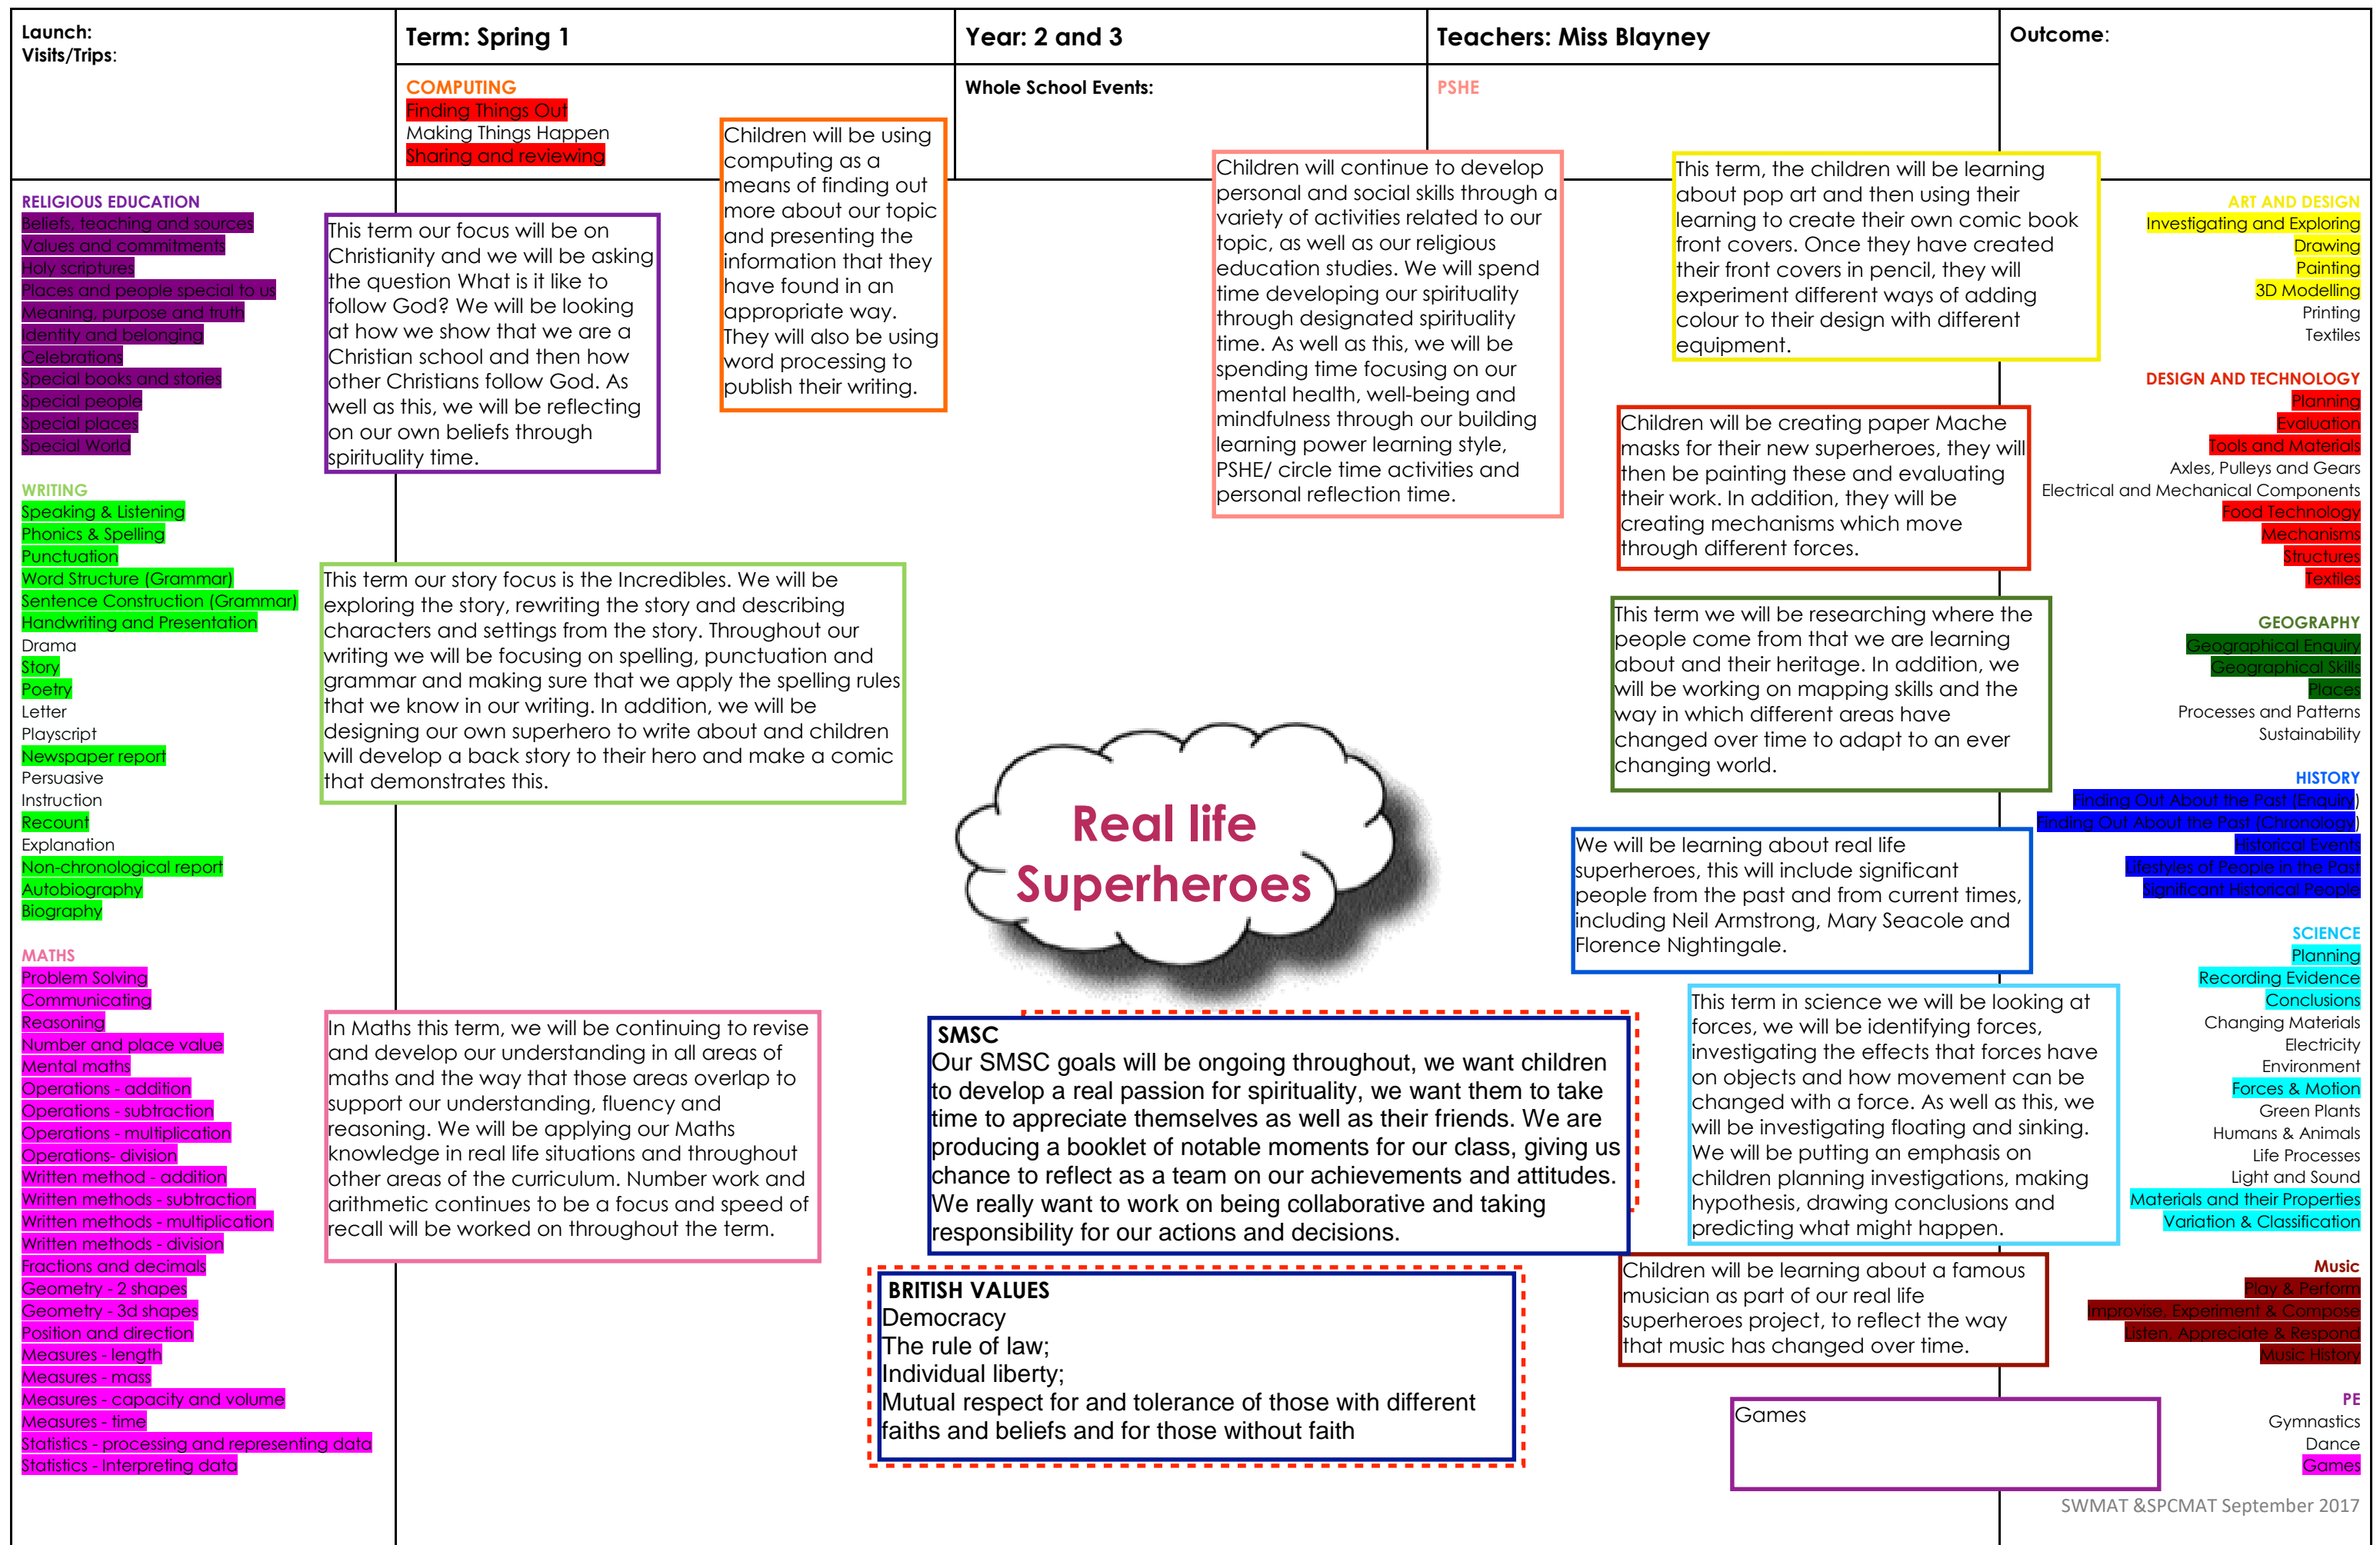 Launch:
Visits/Trips:
Term: Spring 1
Year: 2 and 3
Teachers: Miss Blayney
Outcome:
COMPUTING
Finding Things Out
Making Things Happen
Sharing and reviewing
Whole School Events:
PSHE
Children will be using
computing as a
means of finding out
more about our topic
and presenting the
information that they
have found in an
appropriate way.
They will also be using
word processing to
publish their writing.
Children will continue to develop
personal and social skills through a
variety of activities related to our
topic, as well as our religious
education studies. We will spend
time developing our spirituality
through designated spirituality
time. As well as this, we will be
spending time focusing on our
mental health, well-being and
mindfulness through our building
learning power learning style,
PSHE/ circle time activities and
personal reflection time.
This term, the children will be learning
about pop art and then using their
learning to create their own comic book
front covers. Once they have created
their front covers in pencil, they will
experiment different ways of adding
colour to their design with different
equipment.
RELIGIOUS EDUCATION
Beliefs, teaching and sources
Values and commitments
Holy scriptures
Places and people special to us
Meaning, purpose and truth
Identity and belonging
Celebrations
Special books and stories
Special people
Special places
Special World
This term our focus will be on
Christianity and we will be asking
the question What is it like to
follow God? We will be looking
at how we show that we are a
Christian school and then how
other Christians follow God. As
well as this, we will be reflecting
on our own beliefs through
spirituality time.
WRITING
Speaking & Listening
Phonics & Spelling
Punctuation
Word Structure (Grammar)
Sentence Construction (Grammar)
Handwriting and Presentation
Drama
Story
Poetry
Letter
Playscript
Newspaper report
Persuasive
Instruction
Recount
Explanation
Non-chronological report
Autobiography
Biography
This term our story focus is the Incredibles. We will be
exploring the story, rewriting the story and describing
characters and settings from the story. Throughout our
writing we will be focusing on spelling, punctuation and
grammar and making sure that we apply the spelling rules
that we know in our writing. In addition, we will be
designing our own superhero to write about and children
will develop a back story to their hero and make a comic
that demonstrates this.
MATHS
Problem Solving
Communicating
Reasoning
Number and place value
Mental maths
Operations - addition
Operations - subtraction
Operations - multiplication
Operations- division
Written method - addition
Written methods - subtraction
Written methods - multiplication
Written methods - division
Fractions and decimals
Geometry - 2 shapes
Geometry - 3d shapes
Position and direction
Measures - length
Measures - mass
Measures - capacity and volume
Measures - time
Statistics - processing and representing data
Statistics - Interpreting data
In Maths this term, we will be continuing to revise
and develop our understanding in all areas of
maths and the way that those areas overlap to
support our understanding, fluency and
reasoning. We will be applying our Maths
knowledge in real life situations and throughout
other areas of the curriculum. Number work and
arithmetic continues to be a focus and speed of
recall will be worked on throughout the term.
Real life
Superheroes
SMSC
Our SMSC goals will be ongoing throughout, we want children
to develop a real passion for spirituality, we want them to take
time to appreciate themselves as well as their friends. We are
producing a booklet of notable moments for our class, giving us
chance to reflect as a team on our achievements and attitudes.
We really want to work on being collaborative and taking
responsibility for our actions and decisions.
BRITISH VALUES
Democracy
The rule of law;
Individual liberty;
Mutual respect for and tolerance of those with different
faiths and beliefs and for those without faith
ART AND DESIGN
Investigating and Exploring
Drawing
Painting
3D Modelling
Printing
Textiles
DESIGN AND TECHNOLOGY
Planning
Evaluation
Tools and Materials
Axles, Pulleys and Gears
Electrical and Mechanical Components
Food Technology
Mechanisms
Structures
Textiles
Children will be creating paper Mache
masks for their new superheroes, they will
then be painting these and evaluating
their work. In addition, they will be
creating mechanisms which move
through different forces.
GEOGRAPHY
Geographical Enquiry
Geographical Skills
Places
Processes and Patterns
Sustainability
This term we will be researching where the
people come from that we are learning
about and their heritage. In addition, we
will be working on mapping skills and the
way in which different areas have
changed over time to adapt to an ever
changing world.
HISTORY
Finding Out About the Past (Enquiry)
Finding Out About the Past (Chronology)
Historical Events
Lifestyles of People in the Past
Significant Historical People
We will be learning about real life
superheroes, this will include significant
people from the past and from current times,
including Neil Armstrong, Mary Seacole and
Florence Nightingale.
SCIENCE
Planning
Recording Evidence
Conclusions
Changing Materials
Electricity
Environment
Forces & Motion
Green Plants
Humans & Animals
Life Processes
Light and Sound
Materials and their Properties
Variation & Classification
This term in science we will be looking at
forces, we will be identifying forces,
investigating the effects that forces have
on objects and how movement can be
changed with a force. As well as this, we
will be investigating floating and sinking.
We will be putting an emphasis on
children planning investigations, making
hypothesis, drawing conclusions and
predicting what might happen.
Music
Play & Perform
Improvise, Experiment & Compose
Listen, Appreciate & Respond
Music History
Children will be learning about a famous
musician as part of our real life
superheroes project, to reflect the way
that music has changed over time.
PE
Gymnastics
Dance
Games
Games
SWMAT &SPCMAT September 2017